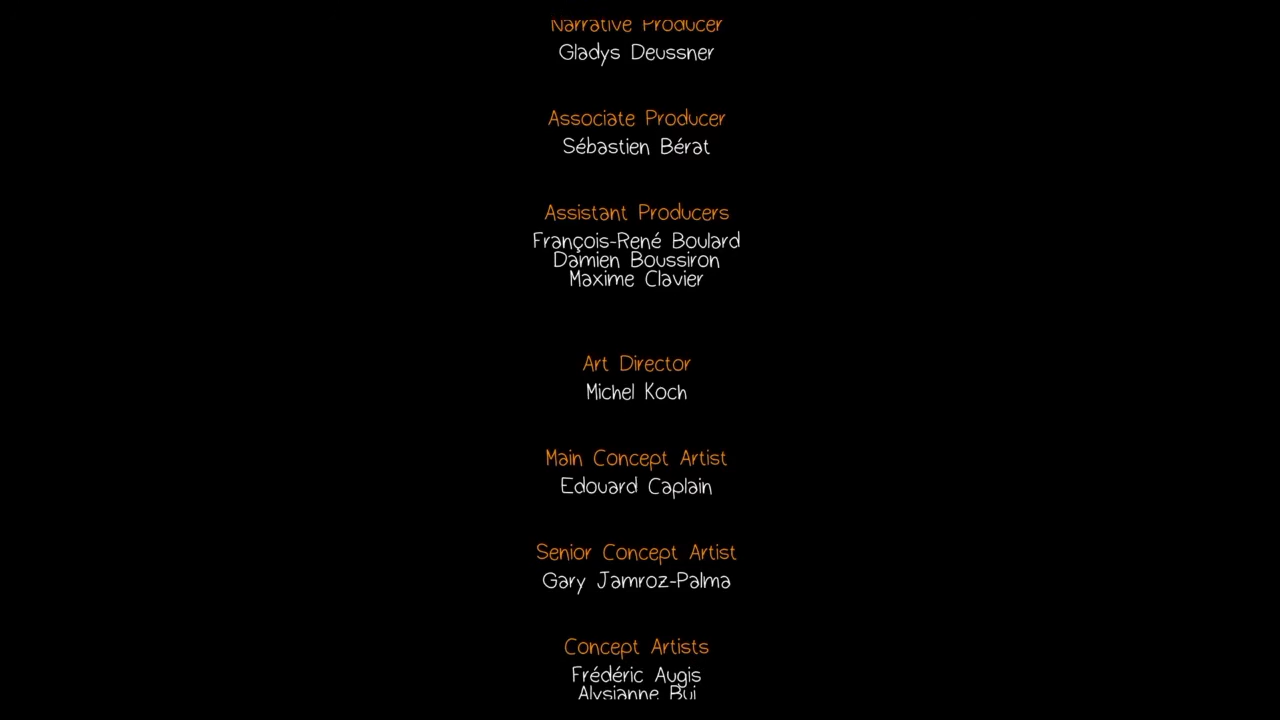 Narrative Producer
Gladys Deussner
Associate Producer
Sébastien Bérat
Assistant Producers
François-René Boulard
Damien Boussiron
Maxime Clavier
Art Director
Michel Koch
Main Concept Artist
Edouard Caplain
Senior Concept Artist
Gary Jamroz-Palma
Concept Artists
Frédéric Augis
Alysianne Bui